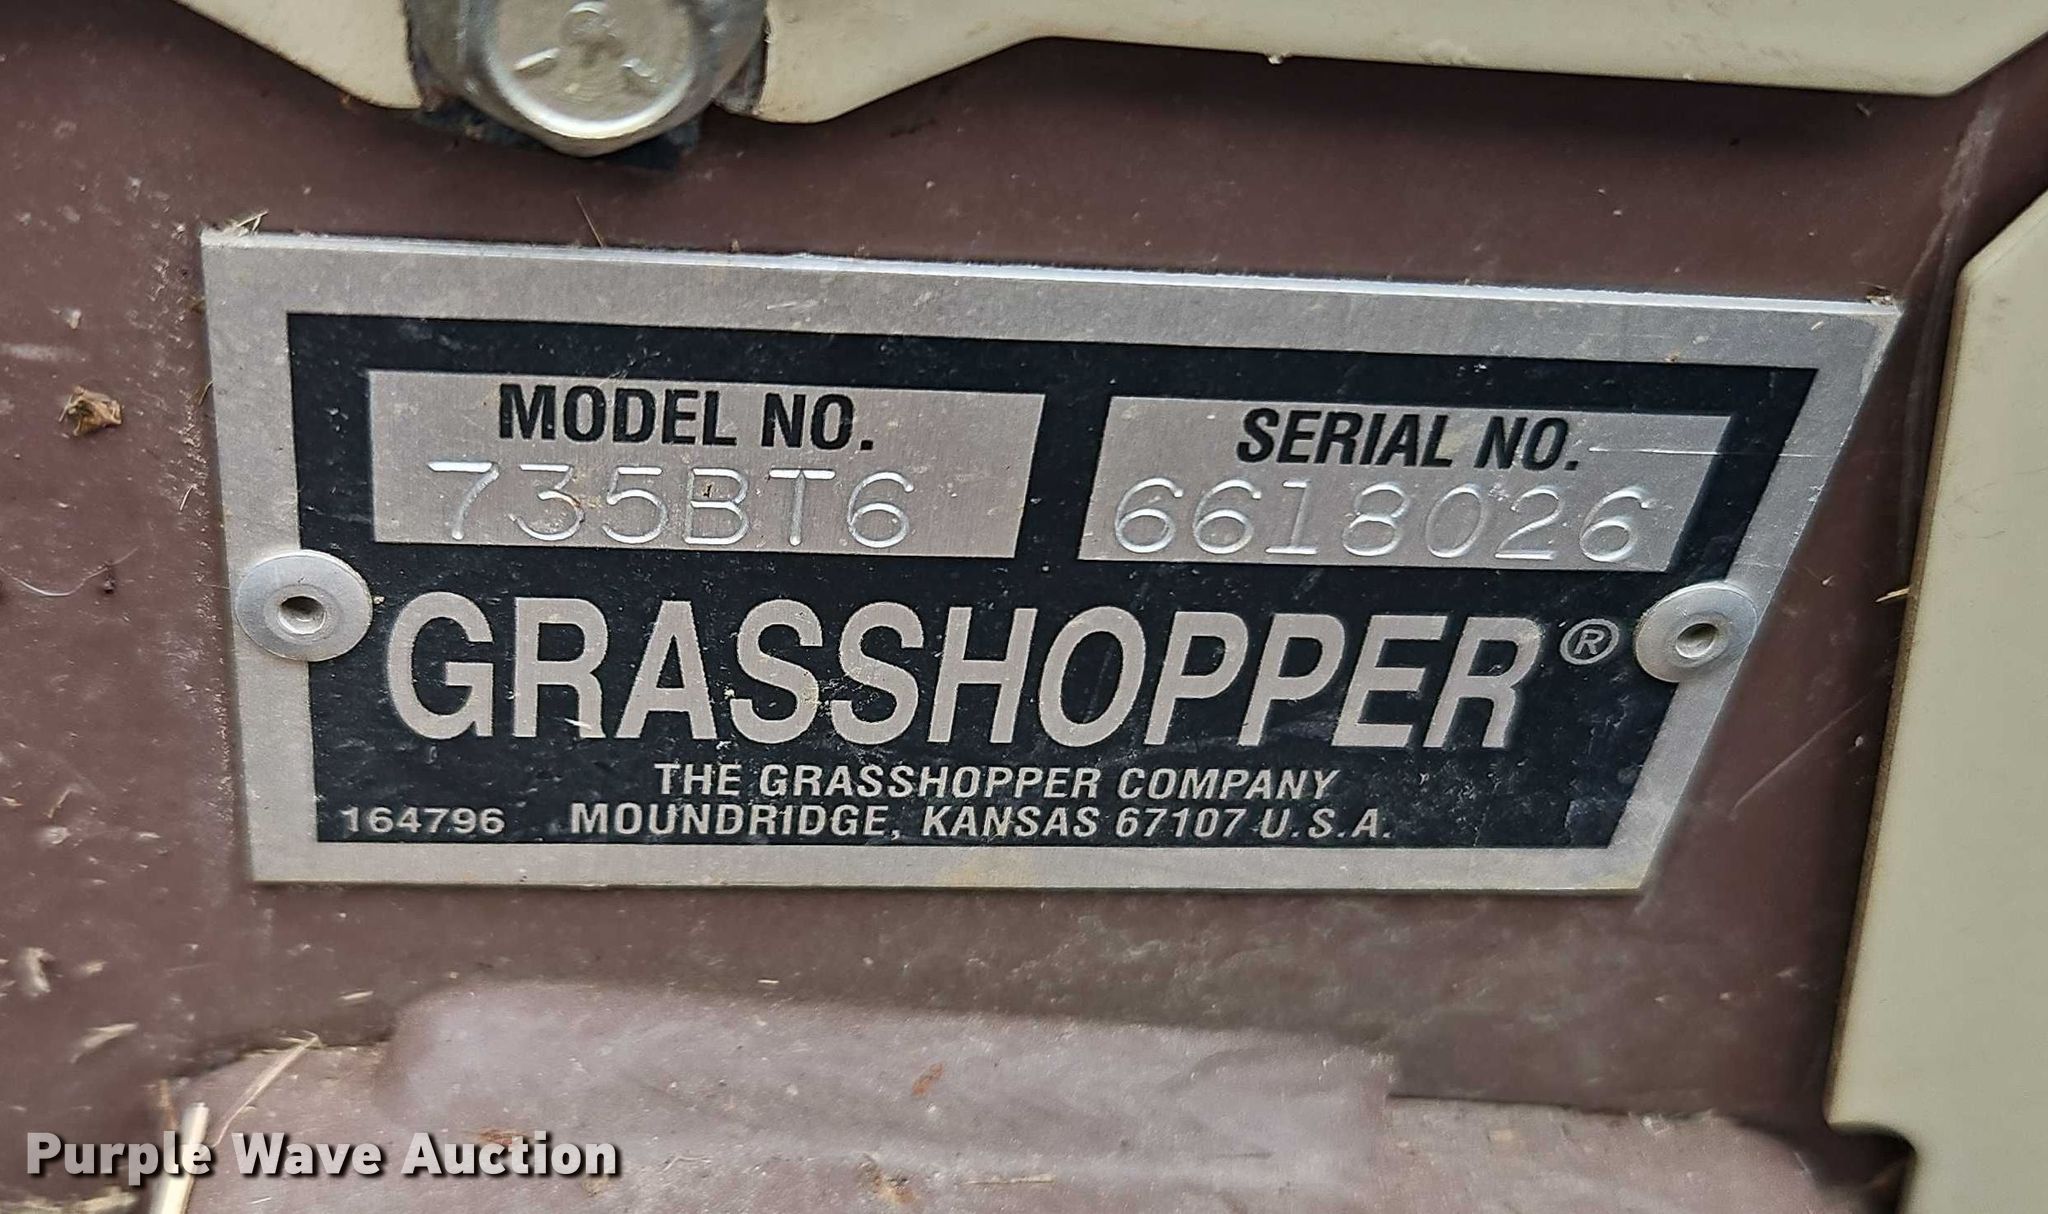 MODEL NO.
735BT6
SERIAL NO.
6618026
GRASSHOPPER®
THE GRASSHOPPER COMPANY
164796 MOUNDRIDGE, KANSAS 67107 U.S.A.
Purple Wave Auction